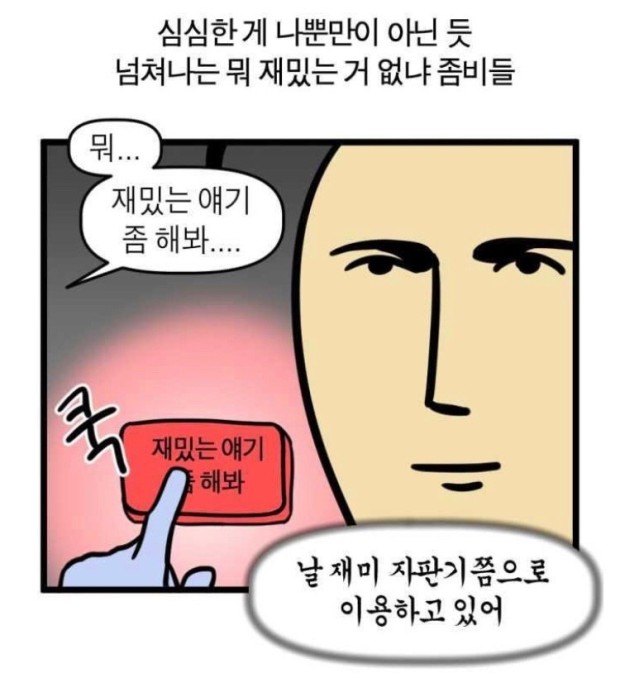 심심한 게 나뿐만이 아닌 듯
넘쳐나는 뭐 재밌는 거 없냐 좀비들
뭐...
재밌는 얘기
좀 해봐....
쿡
재밌는 얘기
좀 해봐
날 재미 자판기쯤으로
이용하고 있어